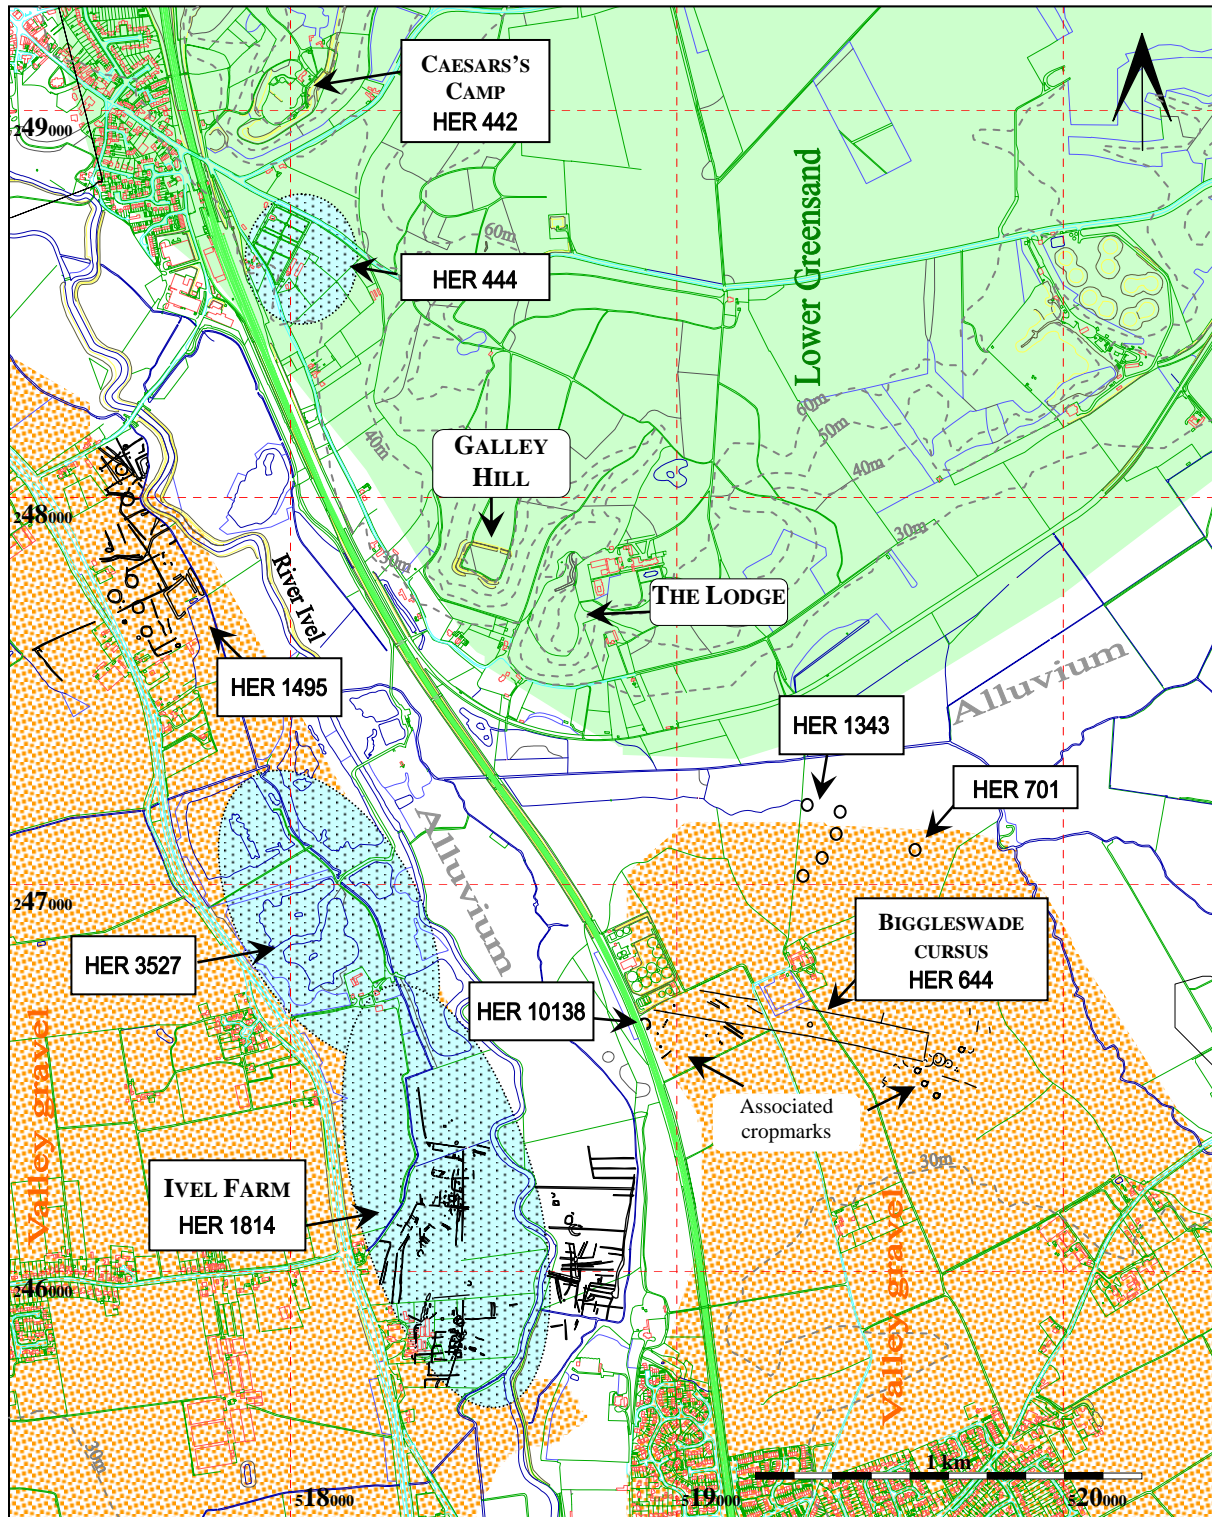 CAESARS'S
CAMP
HER 442
249000
HER 444
60m
Lower Greensand
60m
50m
40m
40m
30m
GALLEY
HILL
248000
30m
River Ivel
THE LODGE
HER 1495
Alluvium
HER 1343
HER 701
Alluvium
247000
BIGGLESWADE
CURSUS
HER 644
HER 3527
HER 10138
Valley gravel
Associated
cropmarks
30m
IVEL FARM
HER 1814
Valley gravel
246000
30m
1 km
518000
519000
520000